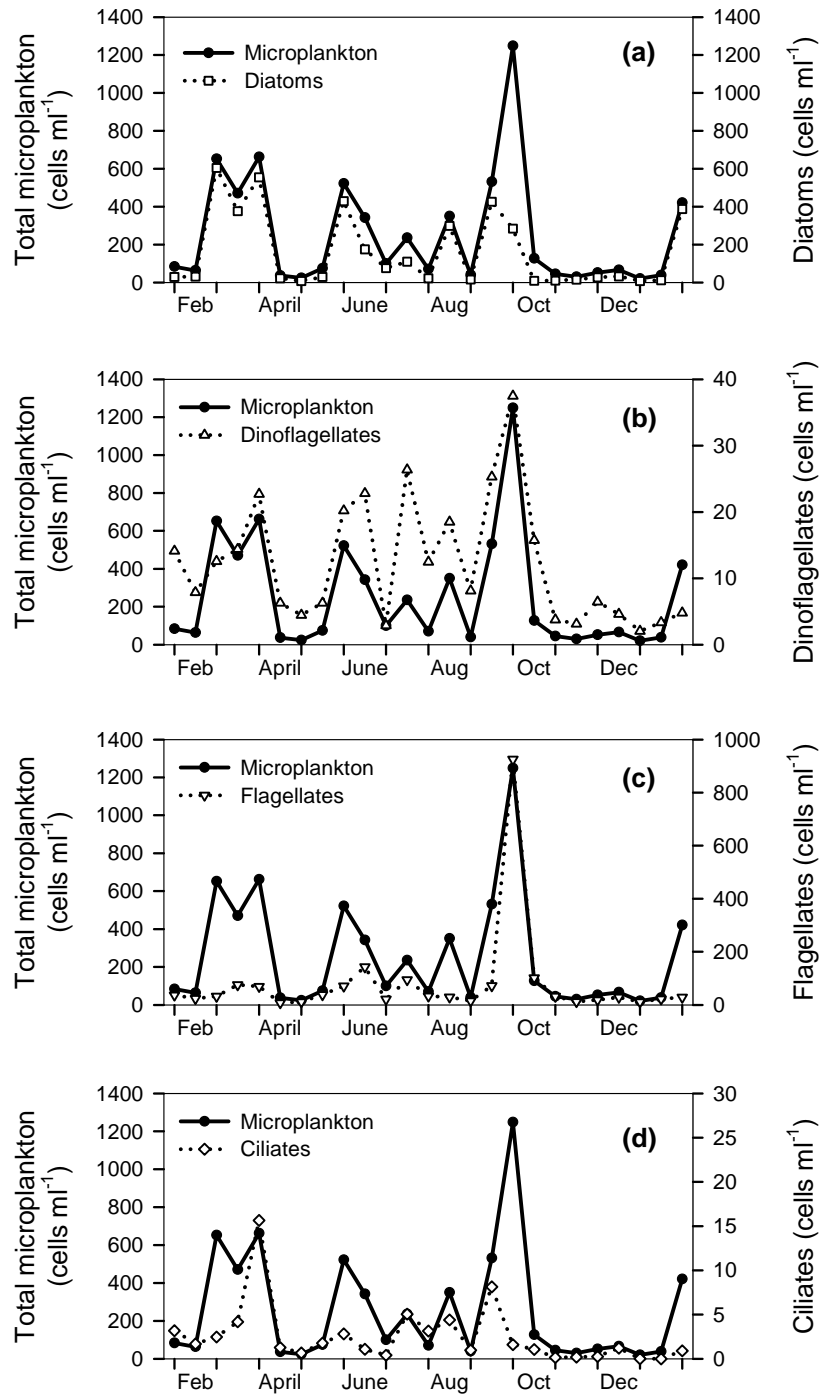 1400
1200
1000
800
600
400
200
0
Total microplankton
(cells ml-1)
Microplankton
Diatoms
(a)
1400
1200
1000
800
600
400
200
0
Diatoms (cells ml-1)
Feb April June Aug Oct Dec
1400
1200
1000
800
600
400
200
0
Total microplankton
(cells ml-1)
Microplankton
Dinoflagellates
(b)
40
30
20
10
0
Dinoflagellates (cells ml-1)
Feb April June Aug Oct Dec
1400
1200
1000
800
600
400
200
0
Total microplankton
(cells ml-1)
Microplankton
Flagellates
(c)
1000
800
600
400
200
0
Flagellates (cells ml-1)
Feb April June Aug Oct Dec
1400
1200
1000
800
600
400
200
0
Total microplankton
(cells ml-1)
Microplankton
Ciliates
(d)
30
25
20
15
10
5
0
Ciliates (cells ml-1)
Feb April June Aug Oct Dec